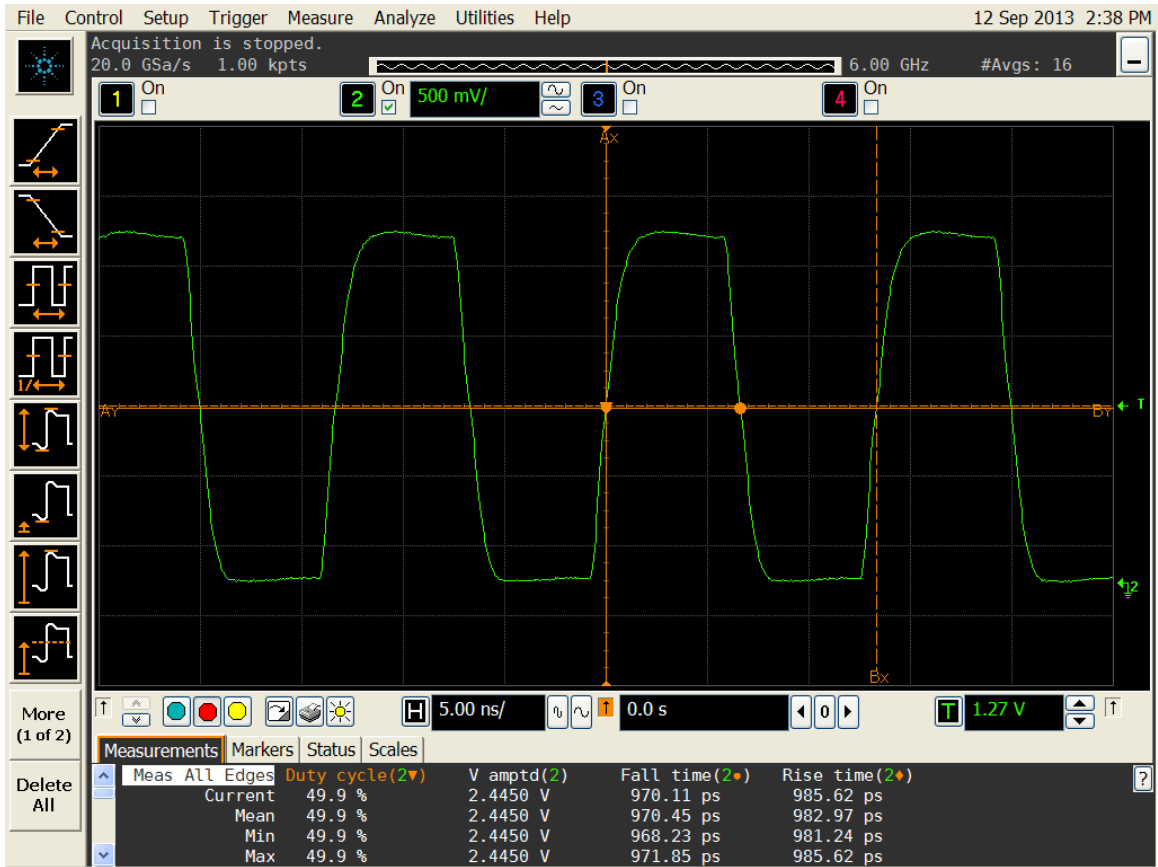 File Control Setup Trigger Measure Analyze Utilities Help 12 Sep 2013 2:38 PM
Acquisition is stopped.
20.0 GSa/s 1.00 kpts 6.00 GHz #Avgs: 16
1 On 2 On 500 mV/ 3 On 4 On
Ax
AY BY T
2
1/
Bx
More
(1 of 2)
H 5.00 ns/ T 0.0 s 0 T 1.27 V
Measurements Markers Status Scales
Delete
All
Meas All Edges Duty cycle(2▼) V amptd(2) Fall time(2●) Rise time(2♦) ?
Current 49.9 % 2.4450 V 970.11 ps 985.62 ps
Mean 49.9 % 2.4450 V 970.45 ps 982.97 ps
Min 49.9 % 2.4450 V 968.23 ps 981.24 ps
Max 49.9 % 2.4450 V 971.85 ps 985.62 ps